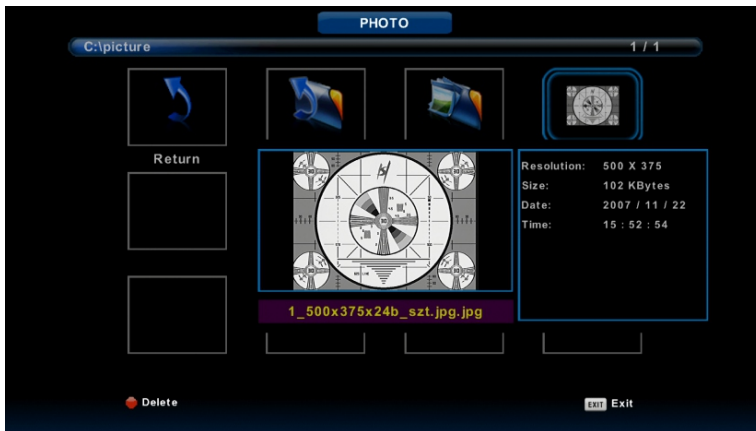 PHOTO
C:\picture 1 / 1
Return
Resolution: 500 X 375
Size: 102 KBytes
Date: 2007 / 11 / 22
Time: 15 : 52 : 54
1_500x375x24b_szt.jpg.jpg
Delete
EXIT Exit